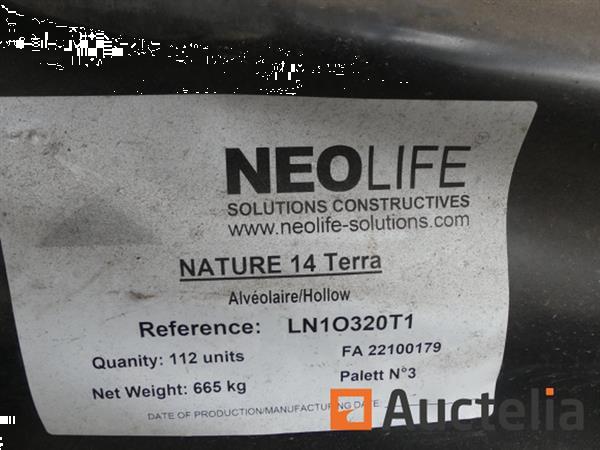 NEOLIFE
SOLUTIONS CONSTRUCTIVES
www.neolife-solutions.com
NATURE 14 Terra
Alvéolaire/Hollow
Reference: LN1O320T1
Quanity: 112 units
FA 22100179
Net Weight: 665 kg
Palett N°3
DATE OF PRODUCTION/MANUFACTURING DATE
Auctelia